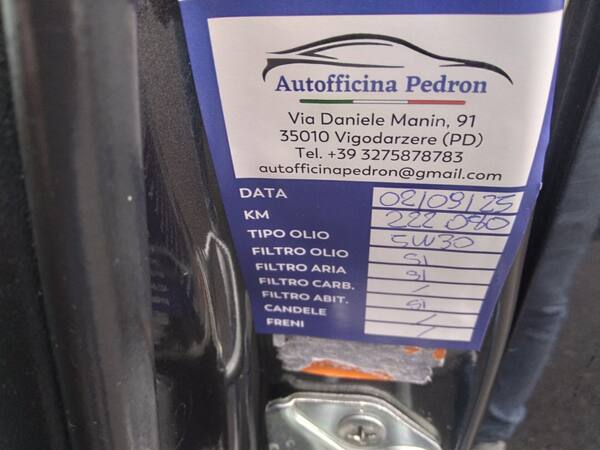 Autofficina Pedron
Via Daniele Manin, 91
35010 Vigodarzere (PD)
Tel. +39 3275878783
autofficinapedron@gmail.com
DATA 02/09/25
KM 222 080
TIPO OLIO 5W30
FILTRO OLIO SI
FILTRO ARIA SI
FILTRO CARB. /
FILTRO ABIT. SI
CANDELE /
FRENI /